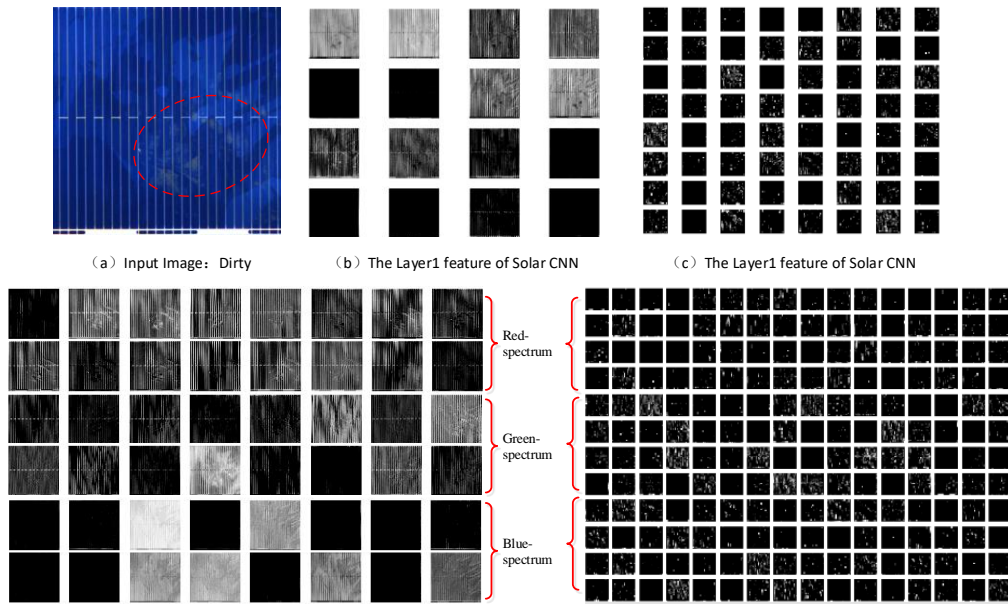 （a）Input Image：Dirty
（b）The Layer1 feature of Solar CNN
（c）The Layer1 feature of Solar CNN
Red-
spectrum
Green-
spectrum
Blue-
spectrum